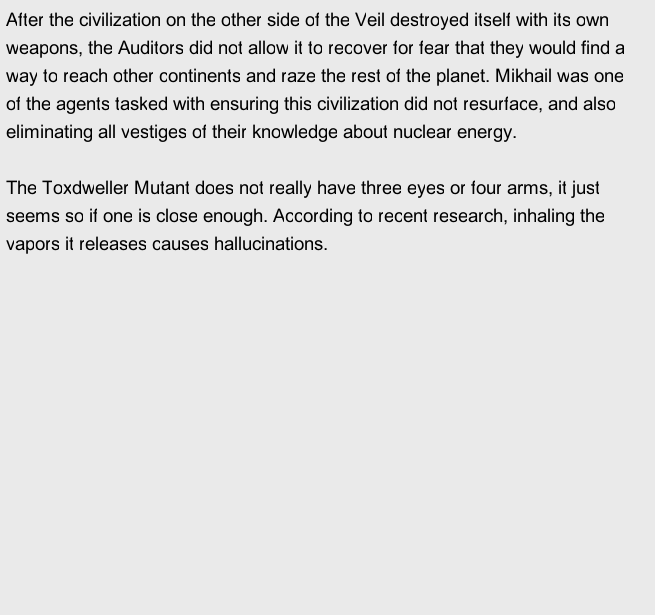 After the civilization on the other side of the Veil destroyed itself with its own
weapons, the Auditors did not allow it to recover for fear that they would find a
way to reach other continents and raze the rest of the planet. Mikhail was one
of the agents tasked with ensuring this civilization did not resurface, and also
eliminating all vestiges of their knowledge about nuclear energy.

The Toxdweller Mutant does not really have three eyes or four arms, it just
seems so if one is close enough. According to recent research, inhaling the
vapors it releases causes hallucinations.